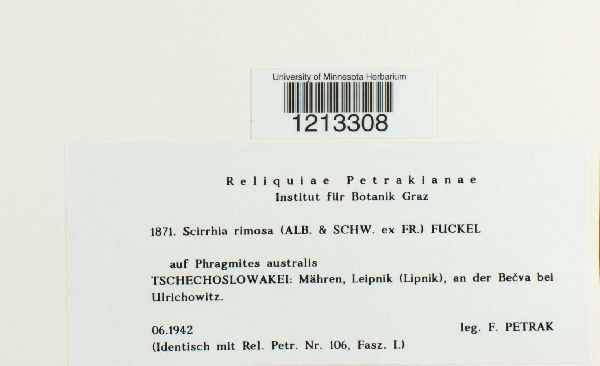 University of Minnesota Herbarium
1213308
Reliquiae Petrakianae
Institut für Botanik Graz
1871. Scirrhia rimosa (ALB. & SCHW. ex FR.) FUCKEL
auf Phragmites australis
TSCHECHOSLOWAKEI: Mähren, Leipnik (Lipnik), an der Bečva bei
Ulrichowitz.
06.1942 leg. F. PETRAK
(Identisch mit Rel. Petr. Nr. 106, Fasz. I.)